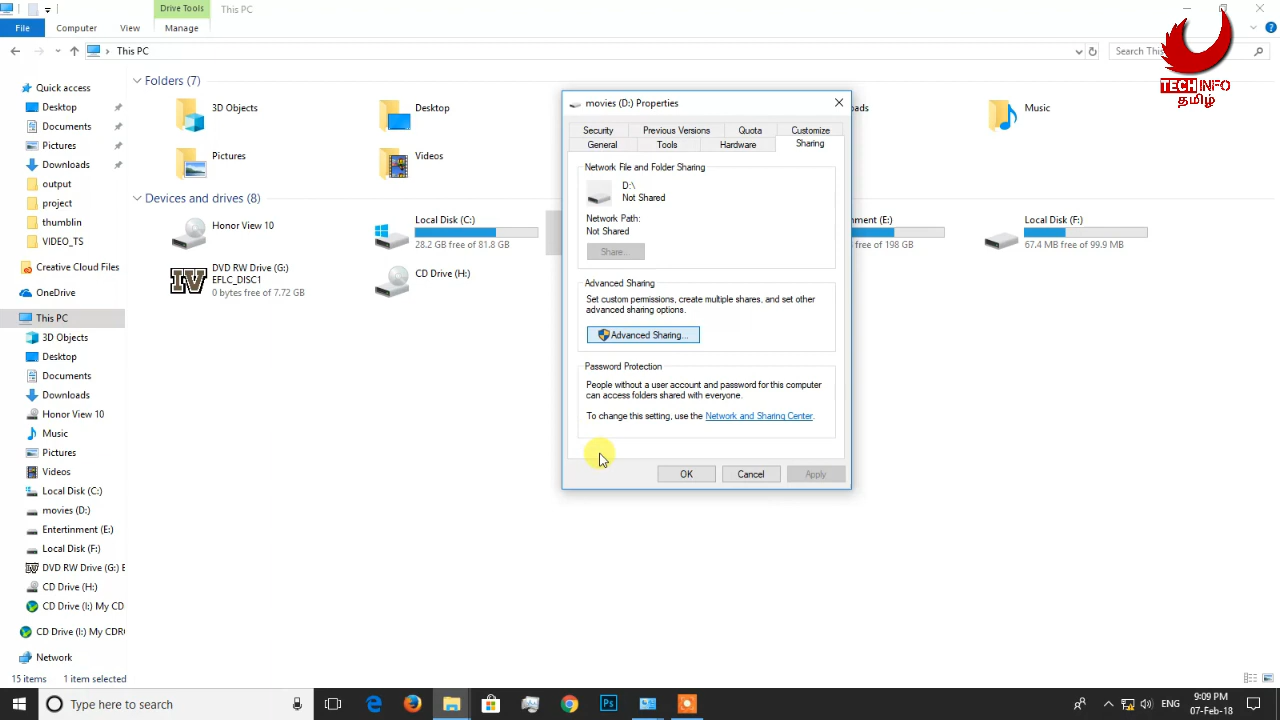 Drive Tools
This PC
File
Computer
View
Manage
This PC
Search This
TECH INFO
தமிழ்
Quick access
Desktop
Documents
Pictures
Downloads
output
project
thumblin
VIDEO_TS
Creative Cloud Files
OneDrive
This PC
3D Objects
Desktop
Documents
Downloads
Honor View 10
Music
Pictures
Videos
Local Disk (C:)
movies (D:)
Entertinment (E:)
Local Disk (F:)
DVD RW Drive (G:) E
CD Drive (H:)
CD Drive (I:) My CD
CD Drive (I:) My CDR
Network
Folders (7)
3D Objects
Desktop
Music
Pictures
Videos
Devices and drives (8)
Honor View 10
Local Disk (C:)
28.2 GB free of 81.8 GB
free of 198 GB
Local Disk (F:)
67.4 MB free of 99.9 MB
DVD RW Drive (G:)
EFLC_DISC1
0 bytes free of 7.72 GB
CD Drive (H:)
movies (D:) Properties
Security
Previous Versions
Quota
Customize
General
Tools
Hardware
Sharing
Network File and Folder Sharing
D:\
Not Shared
Network Path:
Not Shared
Share...
Advanced Sharing
Set custom permissions, create multiple shares, and set other
advanced sharing options.
Advanced Sharing...
Password Protection
People without a user account and password for this computer
can access folders shared with everyone.
To change this setting, use the Network and Sharing Center.
OK
Cancel
Apply
15 items
1 item selected
Type here to search
Ps
ENG
9:09 PM
07-Feb-18